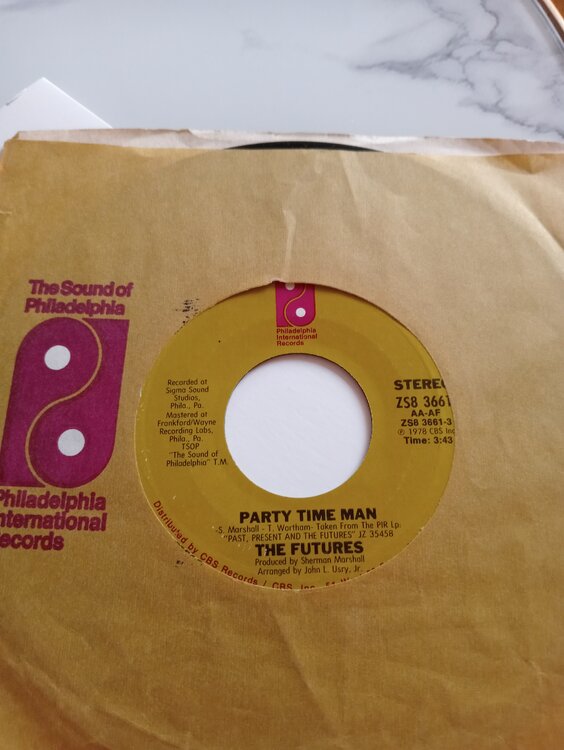 The Sound of
Philadelphia
Philadelphia
International
Records
Philadelphia
International
Records
Recorded at
Sigma Sound
Studios,
Phila., Pa.
Mastered at
Frankford/Wayne
Recording Labs,
Phila., Pa.
TSOP
"The Sound of
Philadelphia" T.M.
STEREO
ZS8 3661
AA-AF
ZS8 3661-3
℗ 1978 CBS Inc
Time: 3:43
PARTY TIME MAN
-S. Marshall - T. Wortham- Taken From The PIR Lp:
"PAST, PRESENT AND THE FUTURES" JZ 35458
THE FUTURES
Produced by Sherman Marshall
Arranged by John L. Usry, Jr.
Distributed by CBS Records / CBS Inc. 51 W.